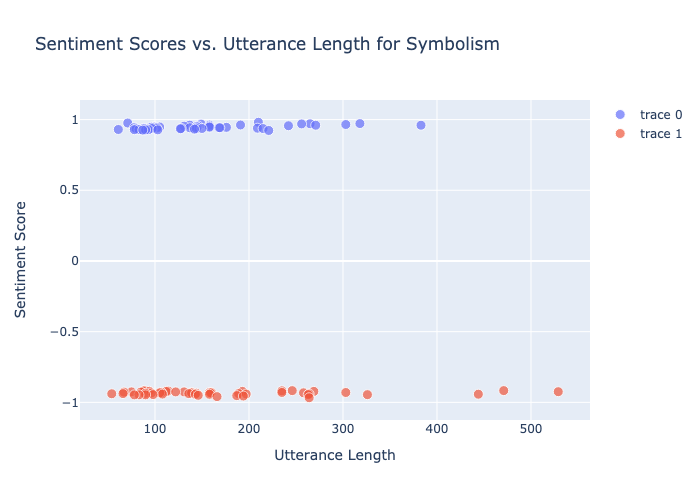 Sentiment Scores vs. Utterance Length for Symbolism
trace 0
trace 1
Sentiment Score
1
0.5
0
−0.5
−1
100 200 300 400 500
Utterance Length